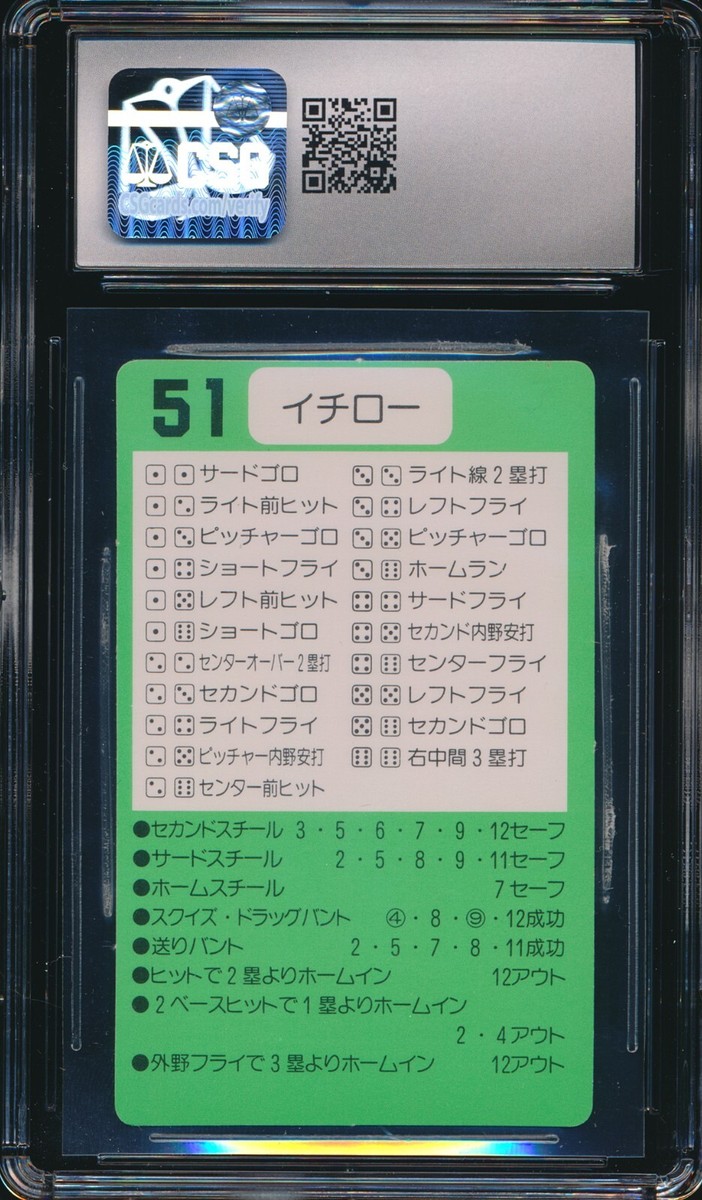 CSG
CSGcards.com/verify
51 イチロー
サードゴロ
ライト前ヒット
ピッチャーゴロ
ショートフライ
レフト前ヒット
ショートゴロ
センターオーバー2塁打
セカンドゴロ
ライトフライ
ピッチャー内野安打
センター前ヒット
ライト線2塁打
レフトフライ
ピッチャーゴロ
ホームラン
サードフライ
セカンド内野安打
センターフライ
レフトフライ
セカンドゴロ
右中間3塁打
●セカンドスチール 3・5・6・7・9・12セーフ
●サードスチール 2・5・8・9・11セーフ
●ホームスチール 7セーフ
●スクイズ・ドラッグバント ④・8・⑨・12成功
●送りバント 2・5・7・8・11成功
●ヒットで2塁よりホームイン 12アウト
●2ベースヒットで1塁よりホームイン
2・4アウト
●外野フライで3塁よりホームイン 12アウト